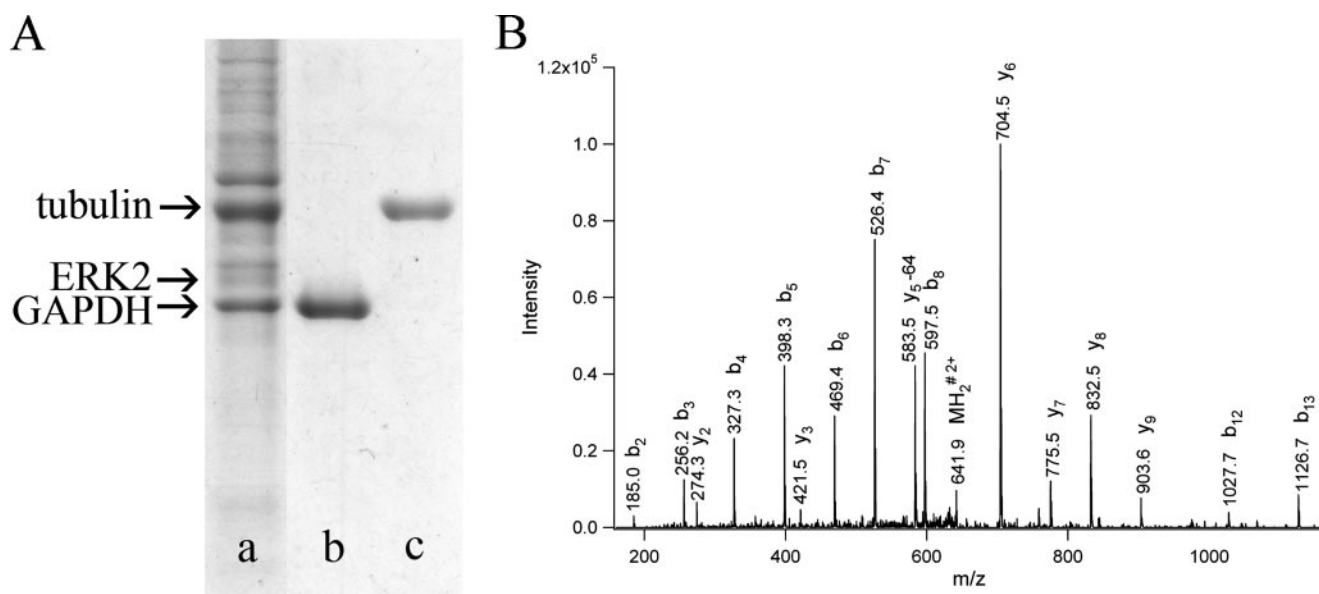 A
tubulin →
ERK2 →
GAPDH →
a b c
B
1.2x10⁵
1.0
0.8
0.6
0.4
0.2
0.0
Intensity
185.0 b₂
256.2 b₃
274.3 y₂
327.3 b₄
398.3 b₅
421.5 y₃
469.4 b₆
526.4 b₇
583.5 y₅-64
597.5 b₈
641.9 MH₂^#2+
704.5 y₆
775.5 y₇
832.5 y₈
903.6 y₉
1027.7 b₁₂
1126.7 b₁₃
200 400 600 800 1000
m/z